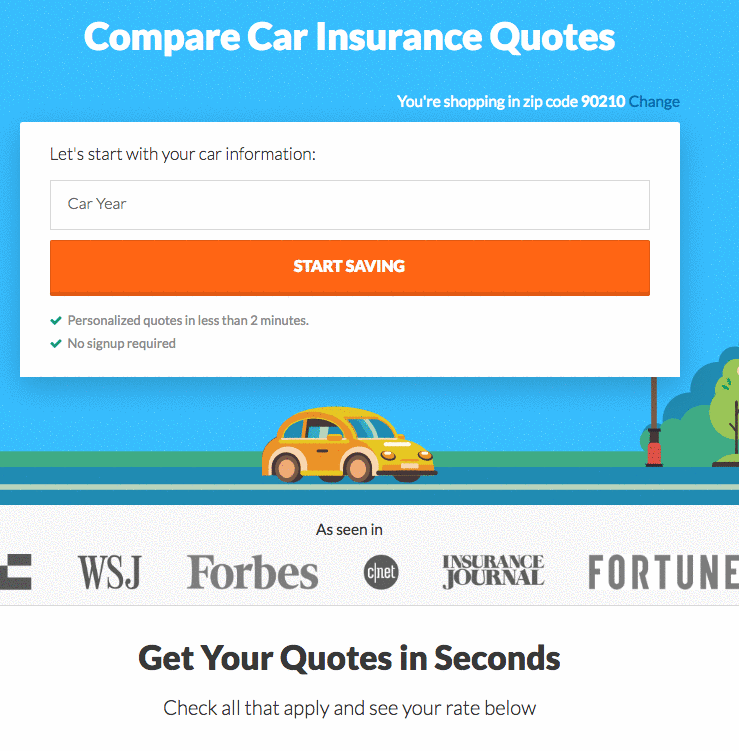 Compare Car Insurance Quotes
You're shopping in zip code 90210 Change
Let's start with your car information:
Car Year
START SAVING
Personalized quotes in less than 2 minutes.
No signup required
As seen in
WSJ Forbes c|net INSURANCE JOURNAL FORTUNE
Get Your Quotes in Seconds
Check all that apply and see your rate below